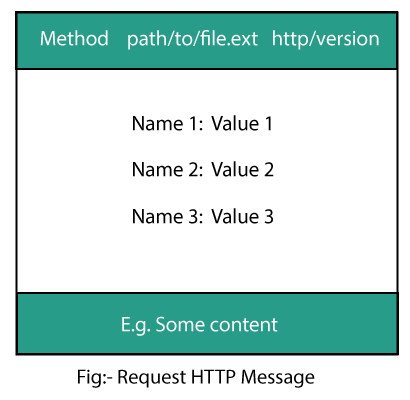 Method path/to/file.ext http/version
Name 1: Value 1
Name 2: Value 2
Name 3: Value 3
E.g. Some content
Fig:- Request HTTP Message